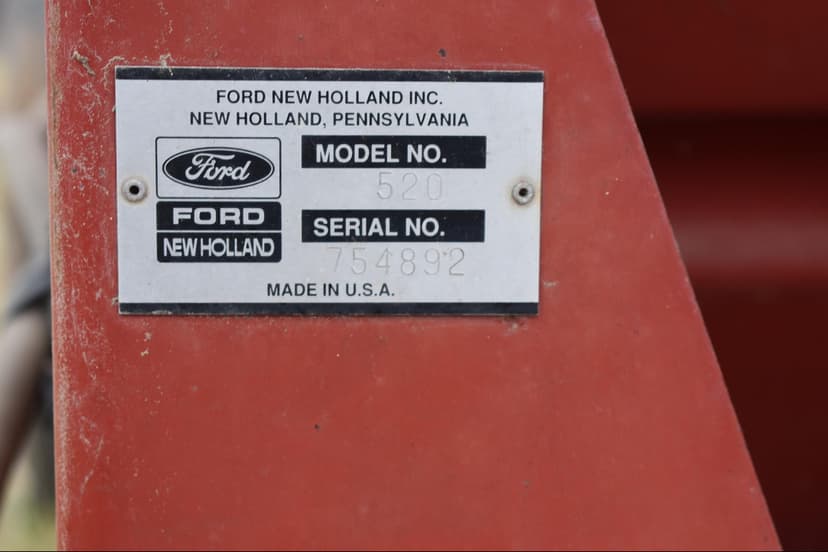 FORD NEW HOLLAND INC.
NEW HOLLAND, PENNSYLVANIA
Ford
FORD
NEW HOLLAND
MODEL NO.
520
SERIAL NO.
754892
MADE IN U.S.A.